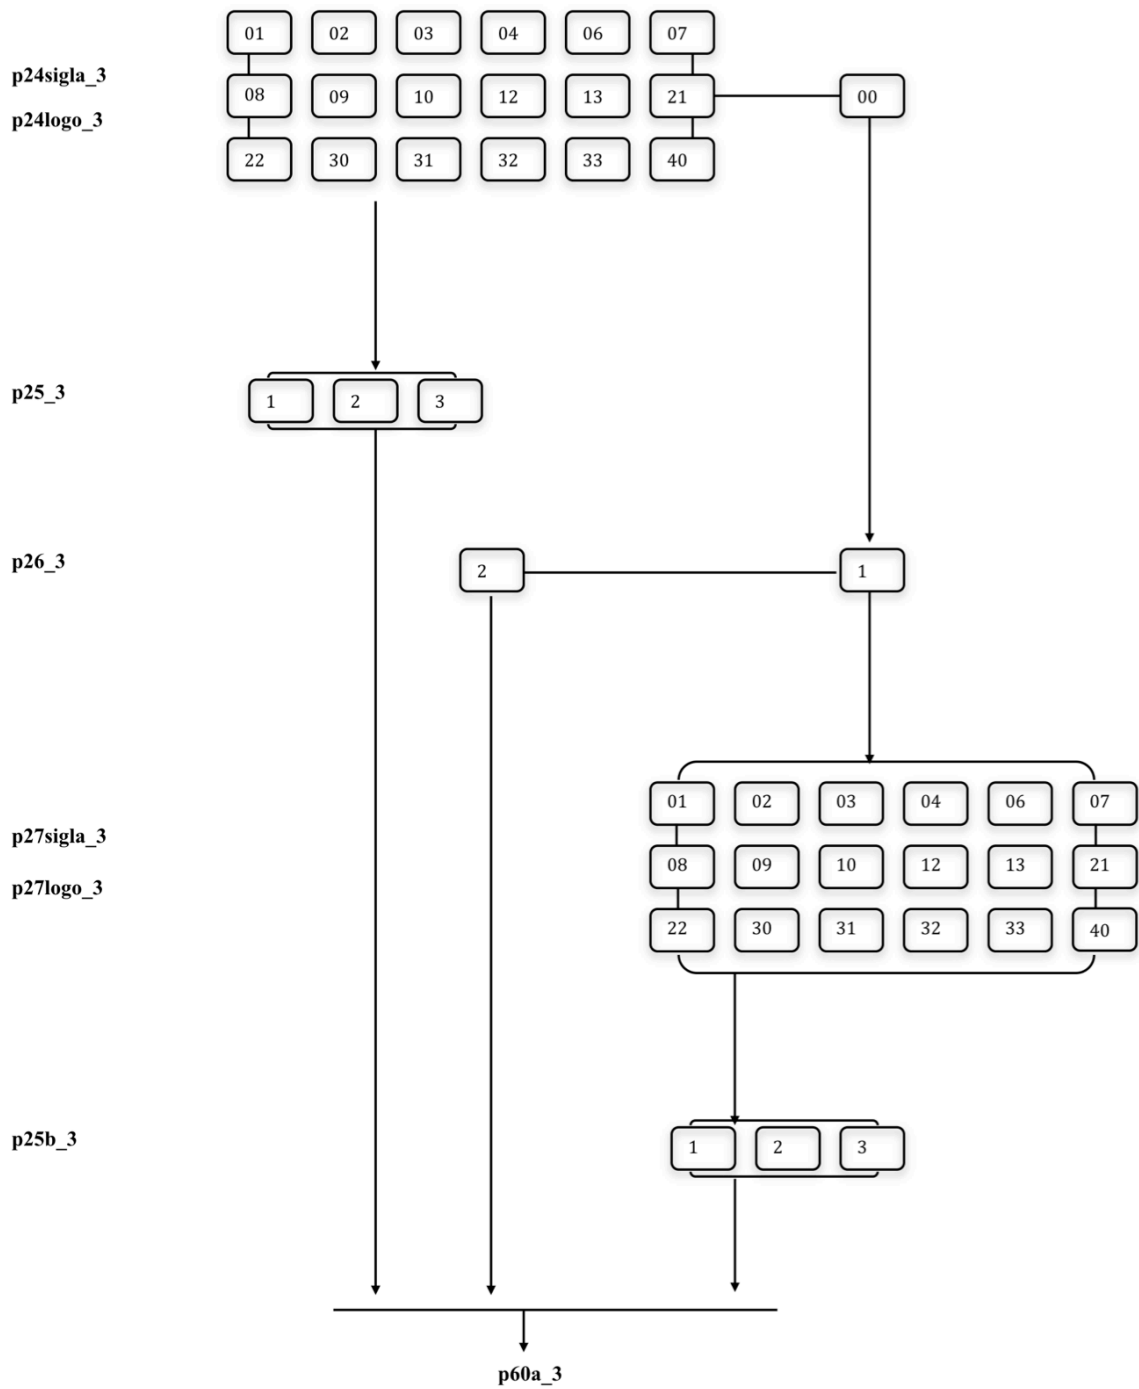 01 02 03 04 06 07
p24sigla_3
08 09 10 12 13 21 00
p24logo_3
22 30 31 32 33 40
p25_3
1 2 3
p26_3
2 1
01 02 03 04 06 07
p27sigla_3
08 09 10 12 13 21
p27logo_3
22 30 31 32 33 40
p25b_3
1 2 3
p60a_3